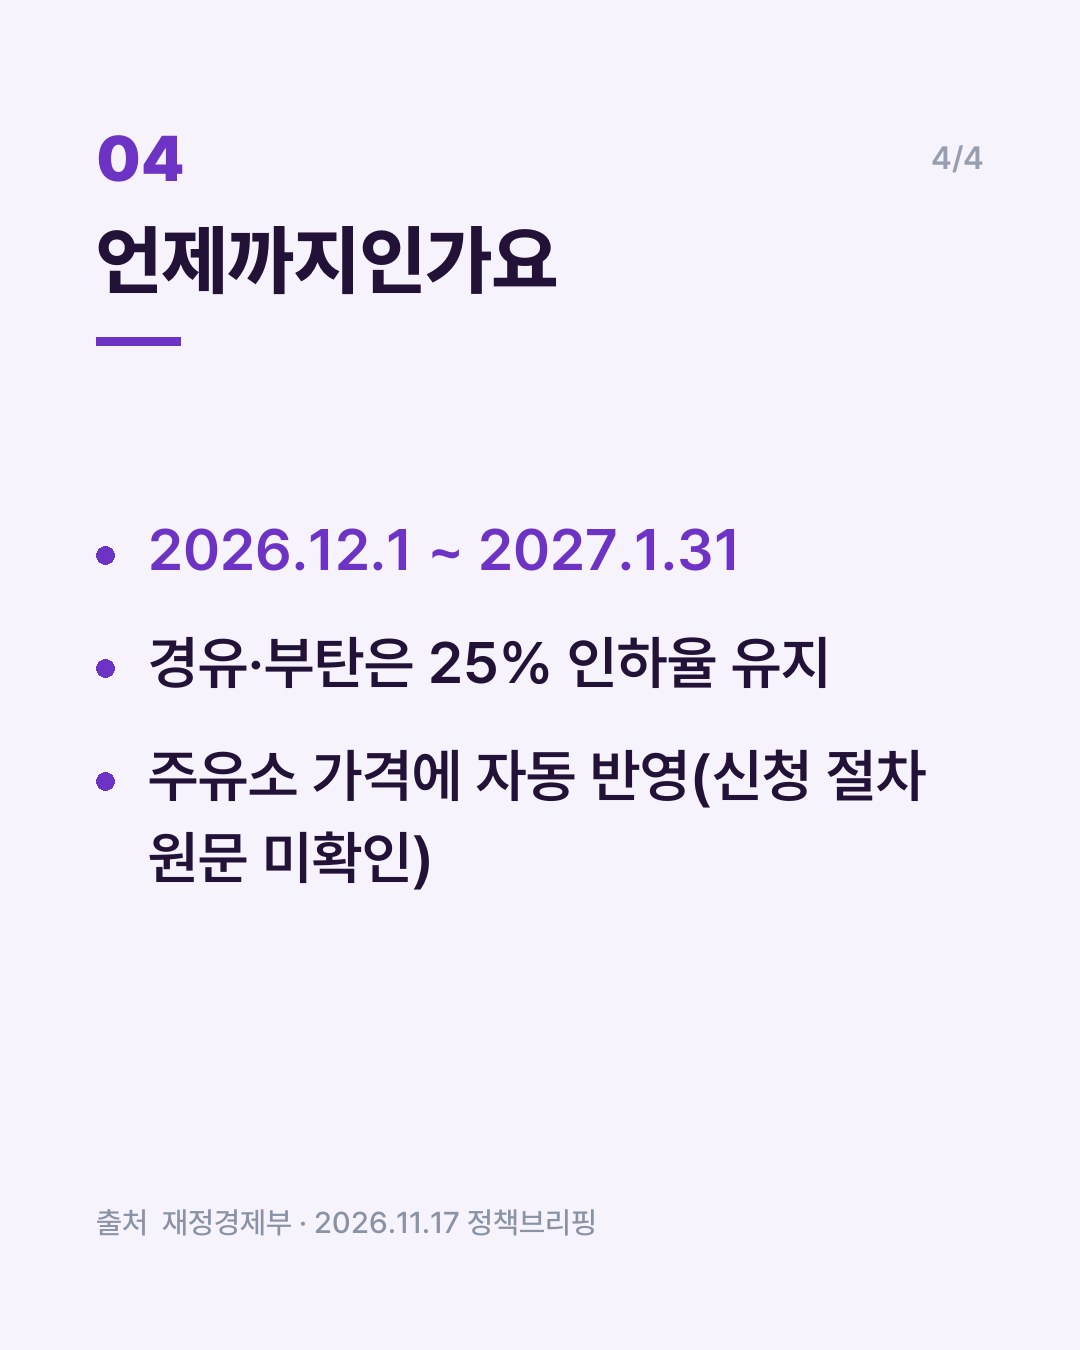 04
4/4
언제까지인가요
2026.12.1 ~ 2027.1.31
경유·부탄은 25% 인하율 유지
주유소 가격에 자동 반영(신청 절차
원문 미확인)
출처 재정경제부 · 2026.11.17 정책브리핑